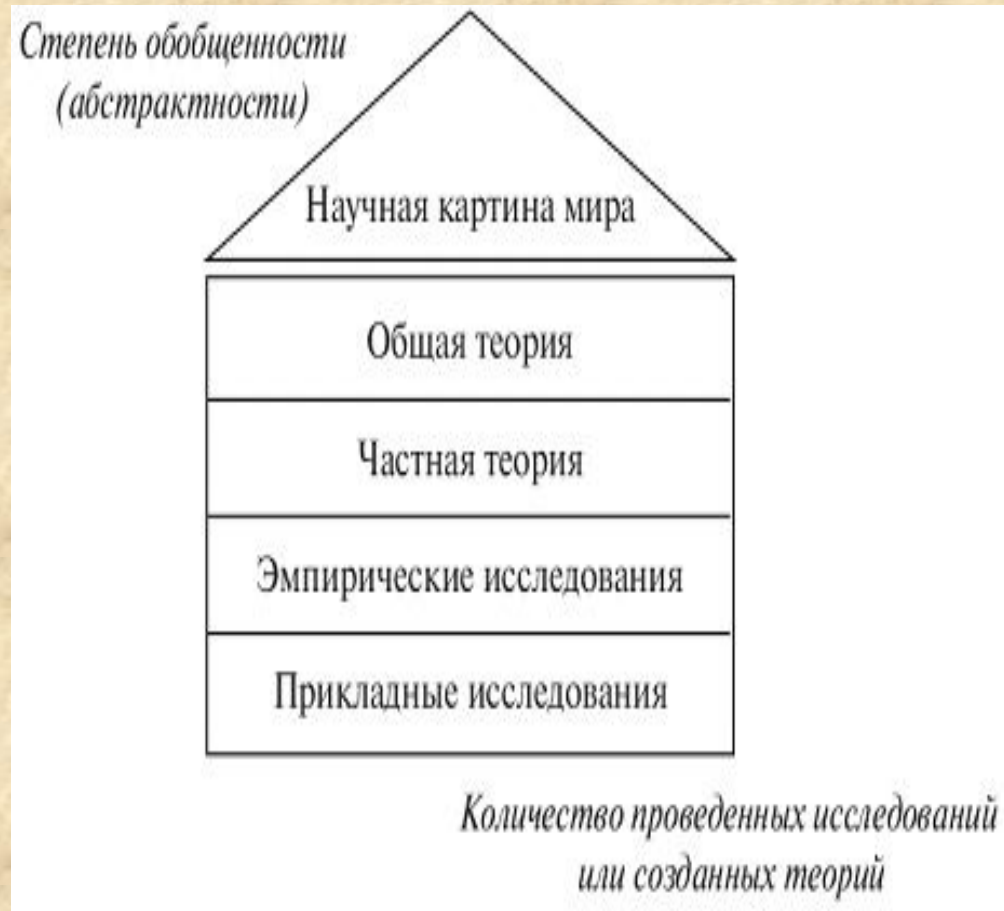 Степень обобщенности
(абстрактности)
Научная картина мира
Общая теория
Частная теория
Эмпирические исследования
Прикладные исследования
Количество проведенных исследований
или созданных теорий